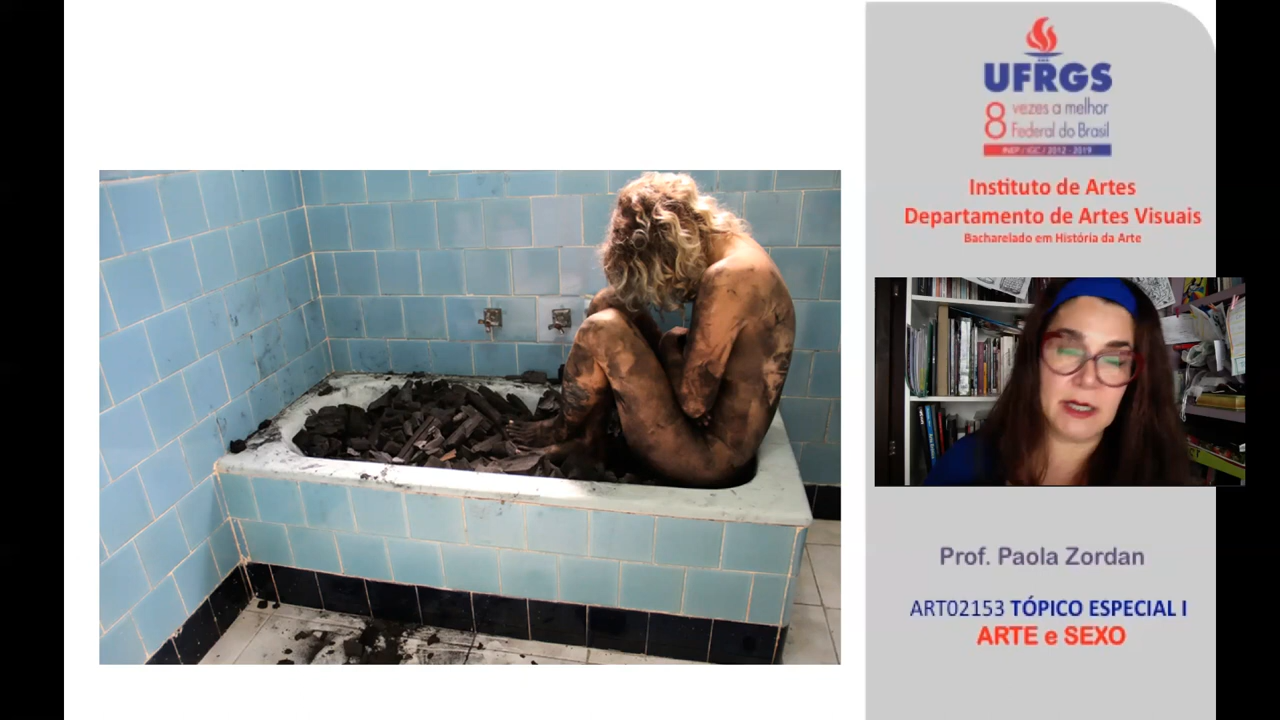 UFRGS
8 vezes a melhor
Federal do Brasil
INEP / IGC / 2012 - 2019
Instituto de Artes
Departamento de Artes Visuais
Bacharelado em História da Arte
Prof. Paola Zordan
ART02153 TÓPICO ESPECIAL I
ARTE e SEXO